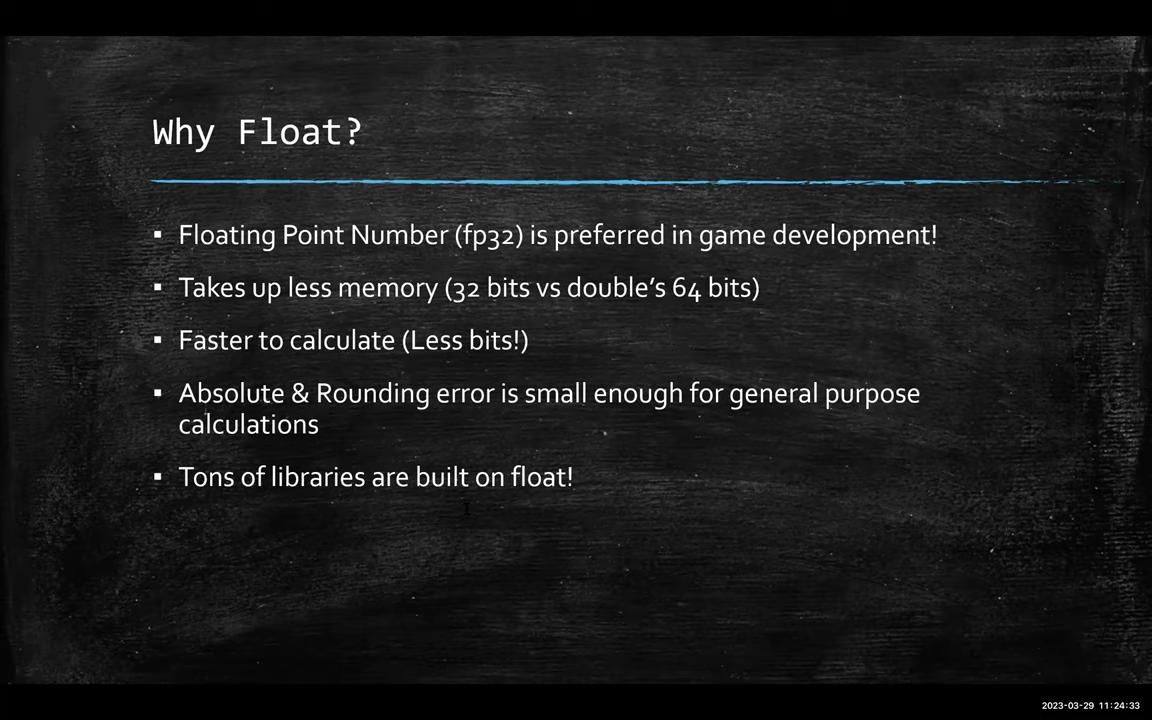 Why Float?
▪ Floating Point Number (fp32) is preferred in game development!
▪ Takes up less memory (32 bits vs double’s 64 bits)
▪ Faster to calculate (Less bits!)
▪ Absolute & Rounding error is small enough for general purpose
calculations
▪ Tons of libraries are built on float!
2023-03-29 11:24:33